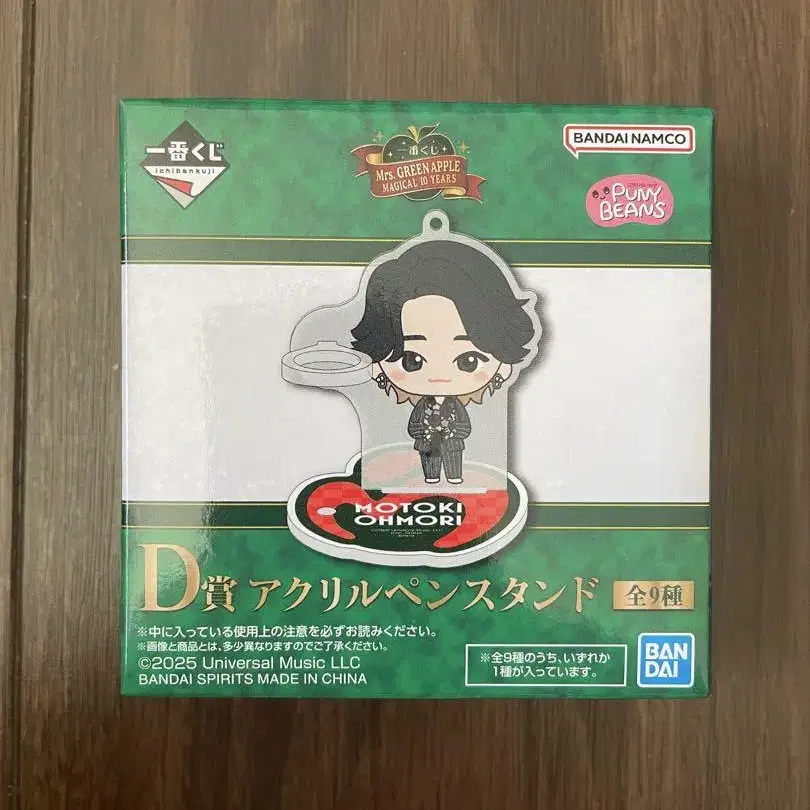 一番くじ
ichibankuji
一番くじ
Mrs. GREEN APPLE
MAGICAL 10 YEARS
BANDAI NAMCO
PUNY
BEANS
MOTOKI
OHMORI
D賞 アクリルペンスタンド 全9種
※中に入っている使用上の注意を必ずお読みください。
※画像と商品とは、多少異なりますのでご了承ください。
©2025 Universal Music LLC
BANDAI SPIRITS MADE IN CHINA
※全9種のうち、いずれか
1種が入っています。
BAN
DAI